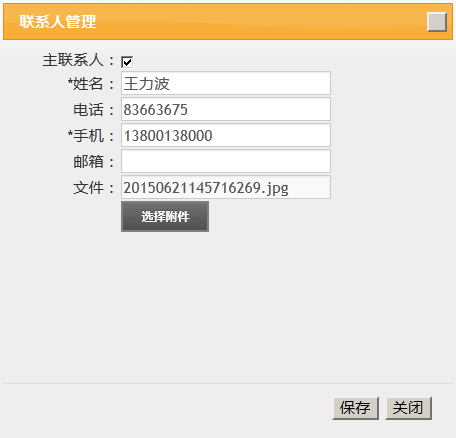 联系人管理
主联系人：
*姓名：王力波
电话：83663675
*手机：13800138000
邮箱：
文件：20150621145716269.jpg
选择附件
保存 关闭